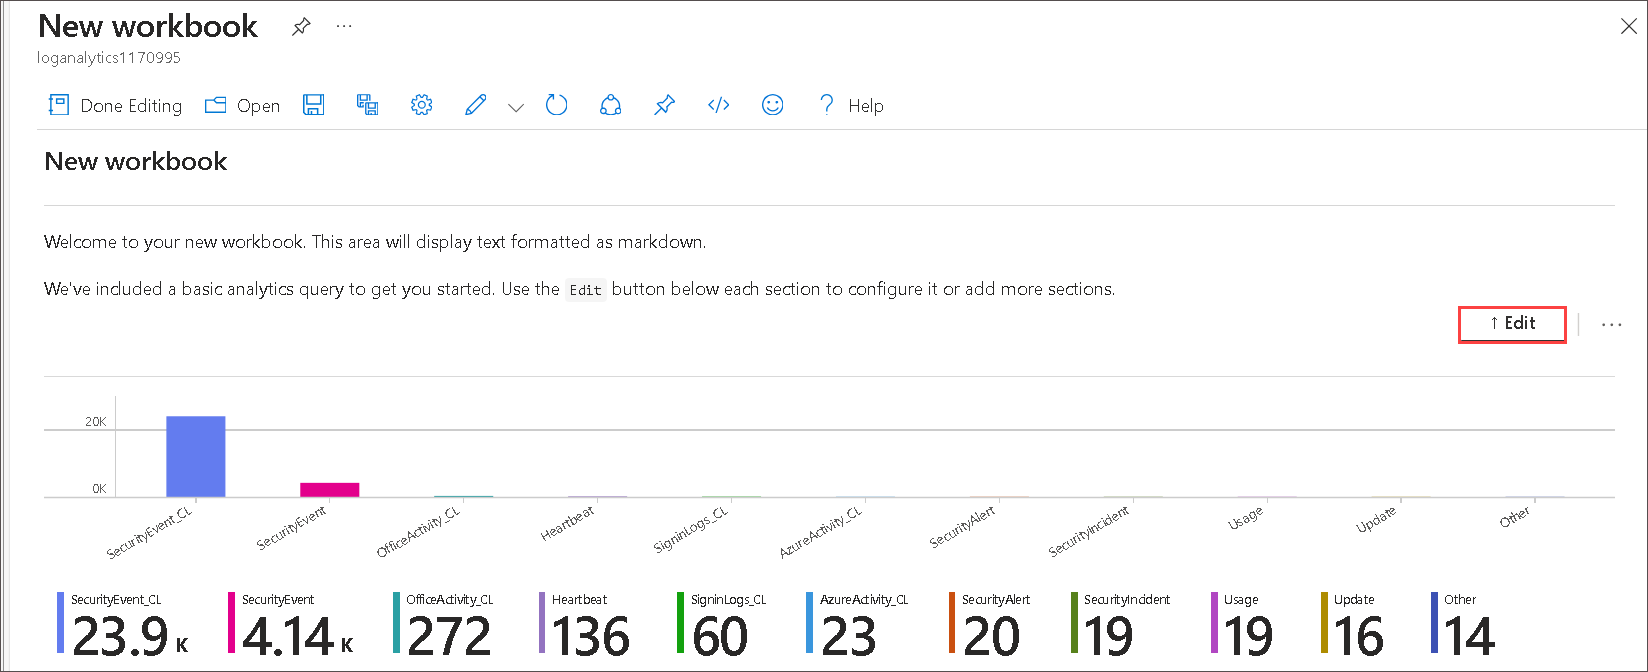 New workbook
...
loganalytics1170995
Done Editing Open ? Help
New workbook
Welcome to your new workbook. This area will display text formatted as markdown.
We've included a basic analytics query to get you started. Use the Edit button below each section to configure it or add more sections.
↑ Edit ...
20K
0K
SecurityEvent_CL SecurityEvent OfficeActivity_CL Heartbeat SigninLogs_CL AzureActivity_CL SecurityAlert SecurityIncident Usage Update Other
SecurityEvent_CL SecurityEvent OfficeActivity_CL Heartbeat SigninLogs_CL AzureActivity_CL SecurityAlert SecurityIncident Usage Update Other
23.9 K 4.14 K 272 136 60 23 20 19 19 16 14